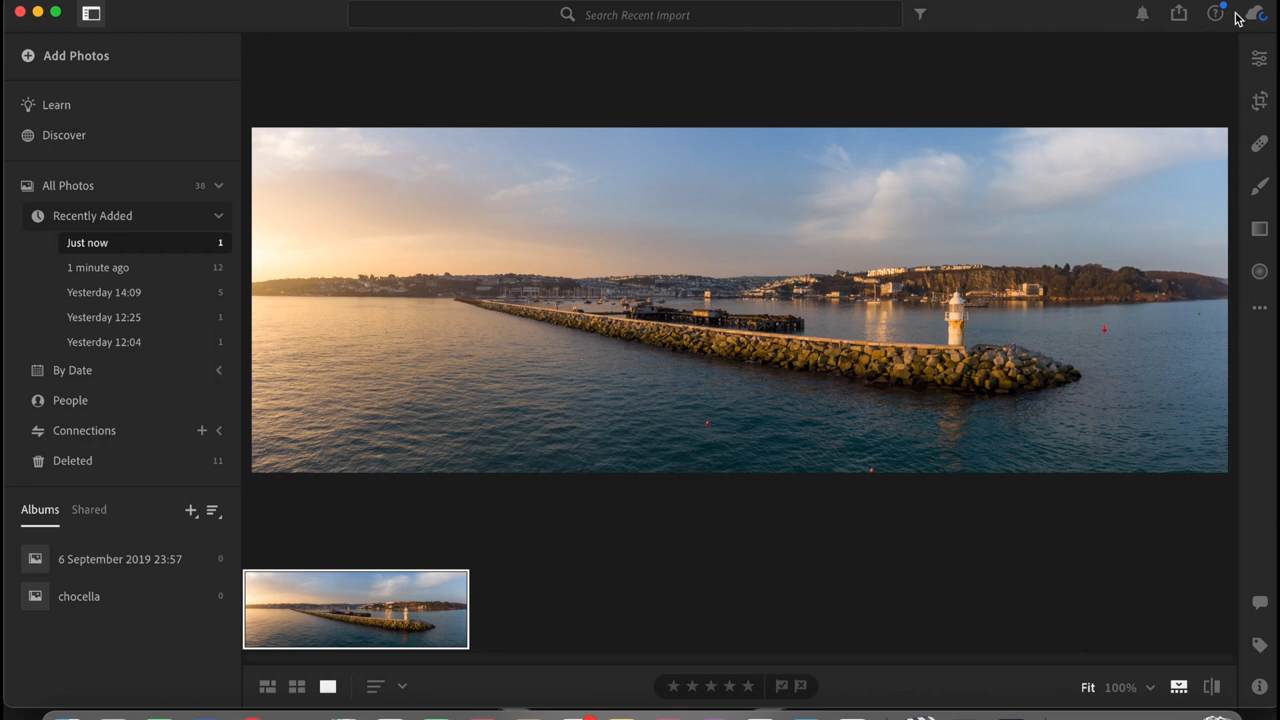 Search Recent Import
Add Photos
Learn
Discover
All Photos 38
Recently Added
Just now 1
1 minute ago 12
Yesterday 14:09 5
Yesterday 12:25 1
Yesterday 12:04 1
By Date
People
Connections
Deleted 11
Albums Shared
6 September 2019 23:57 0
chocella 0
Fit 100%